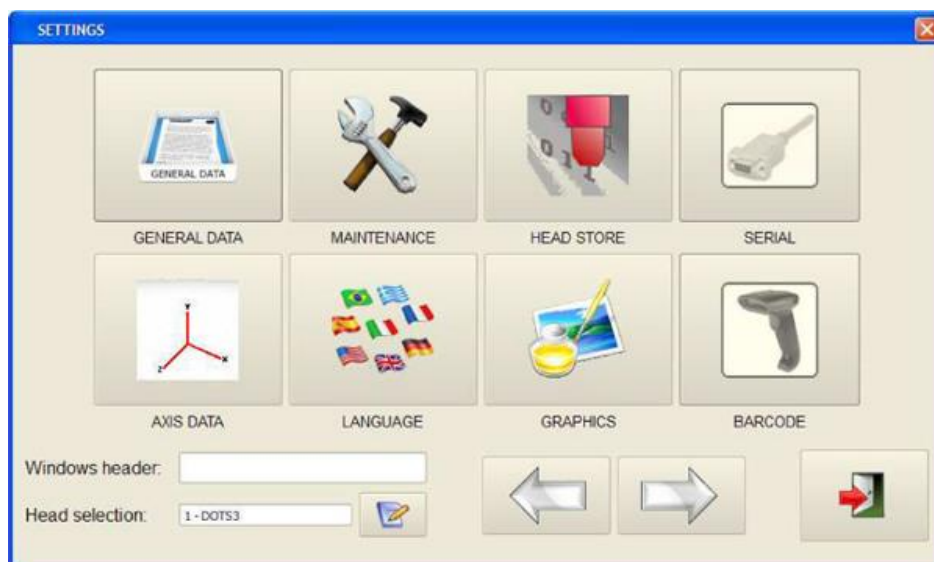 SETTINGS
GENERAL DATA
GENERAL DATA
MAINTENANCE
HEAD STORE
SERIAL
AXIS DATA
LANGUAGE
GRAPHICS
BARCODE
Windows header:
Head selection:
1 - DOTS3